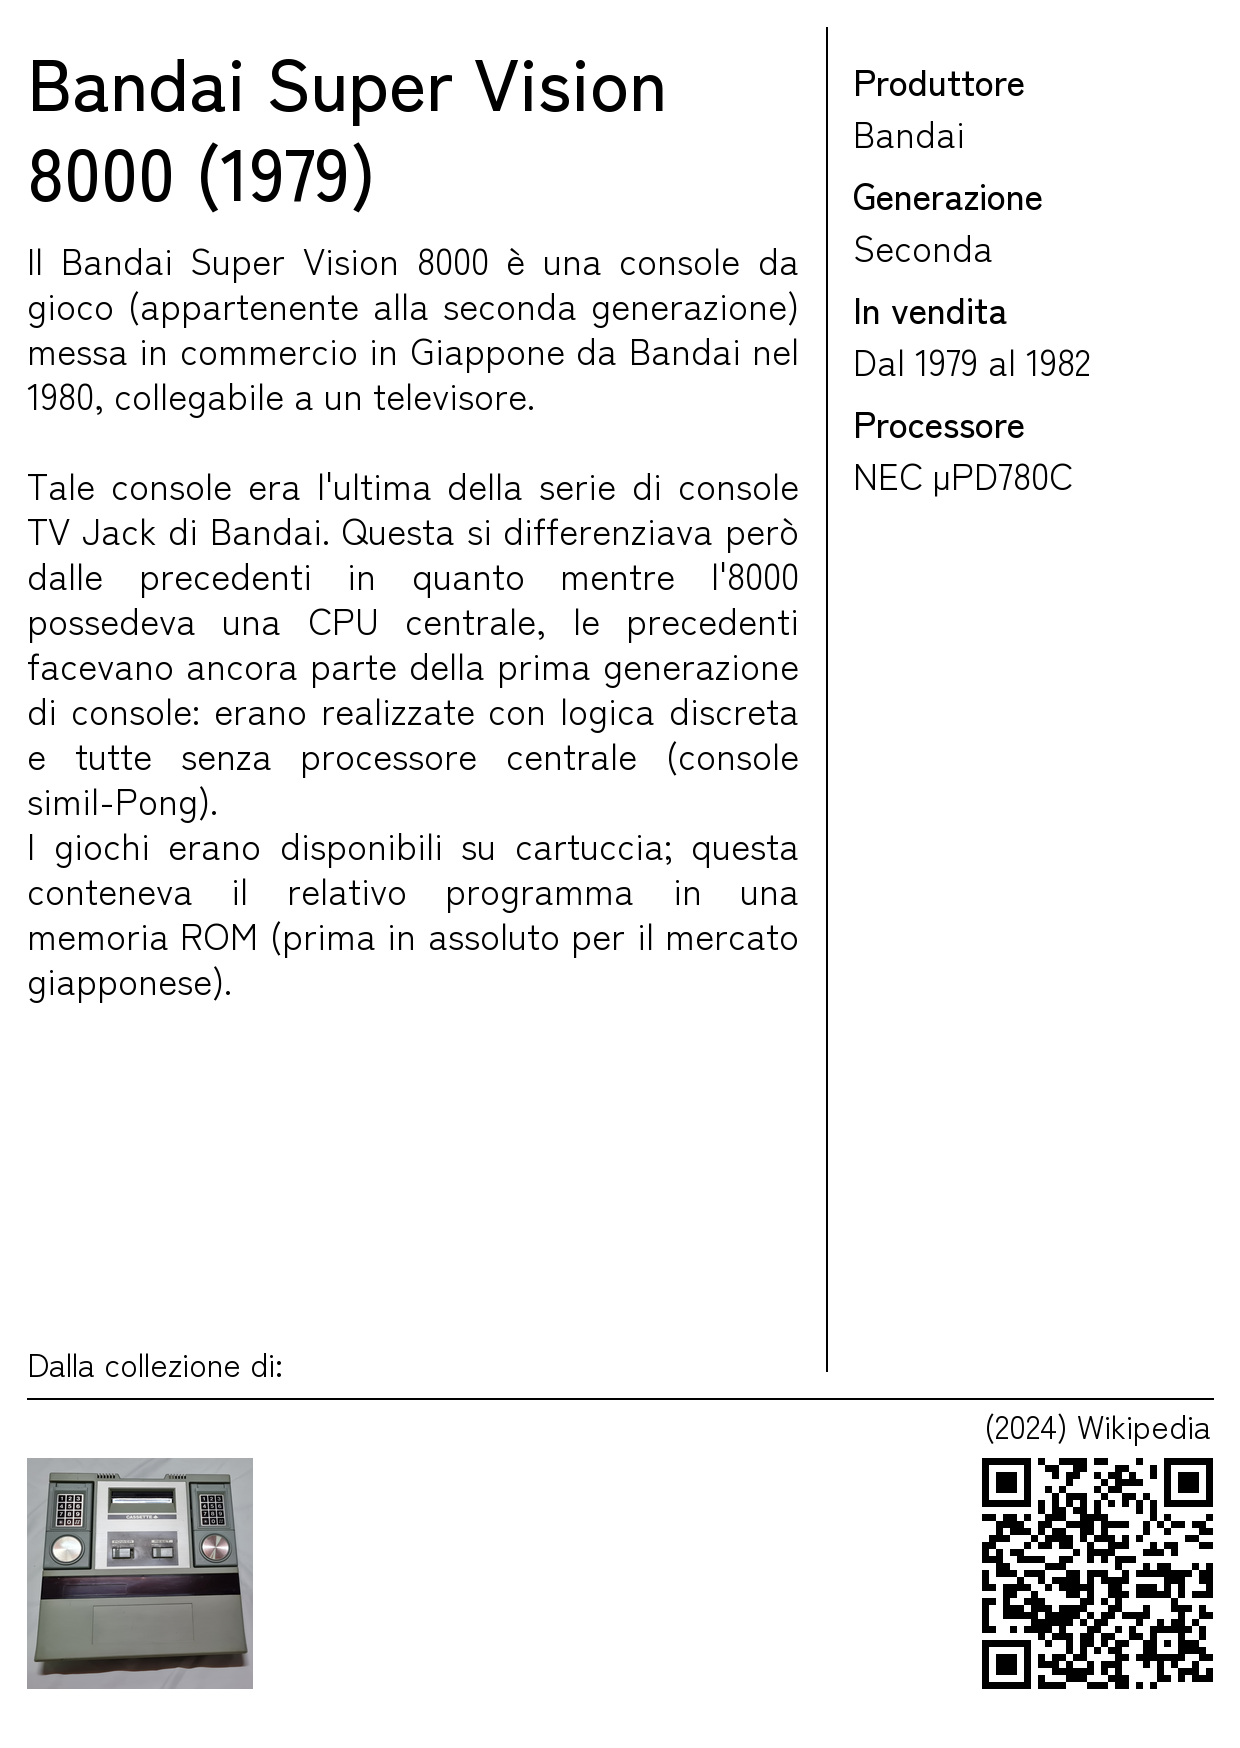 Bandai Super Vision
8000 (1979)
Il Bandai Super Vision 8000 è una console da
gioco (appartenente alla seconda generazione)
messa in commercio in Giappone da Bandai nel
1980, collegabile a un televisore.
Tale console era l'ultima della serie di console
TV Jack di Bandai. Questa si differenziava però
dalle precedenti in quanto mentre l'8000
possedeva una CPU centrale, le precedenti
facevano ancora parte della prima generazione
di console: erano realizzate con logica discreta
e tutte senza processore centrale (console
simil-Pong).
I giochi erano disponibili su cartuccia; questa
conteneva il relativo programma in una
memoria ROM (prima in assoluto per il mercato
giapponese).
Produttore
Bandai
Generazione
Seconda
In vendita
Dal 1979 al 1982
Processore
NEC µPD780C
Dalla collezione di:
(2024) Wikipedia
CASSETTE